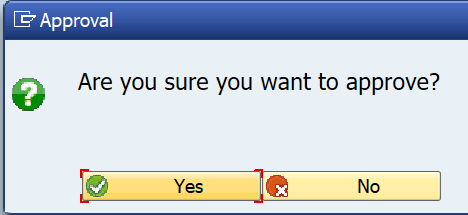 Approval
Are you sure you want to approve?
Yes
No